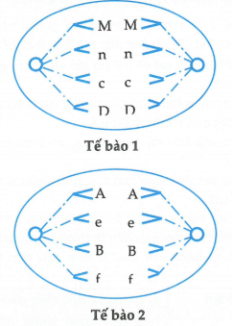 M M
n n
c c
D D
Tế bào 1
A A
e e
B B
f f
Tế bào 2